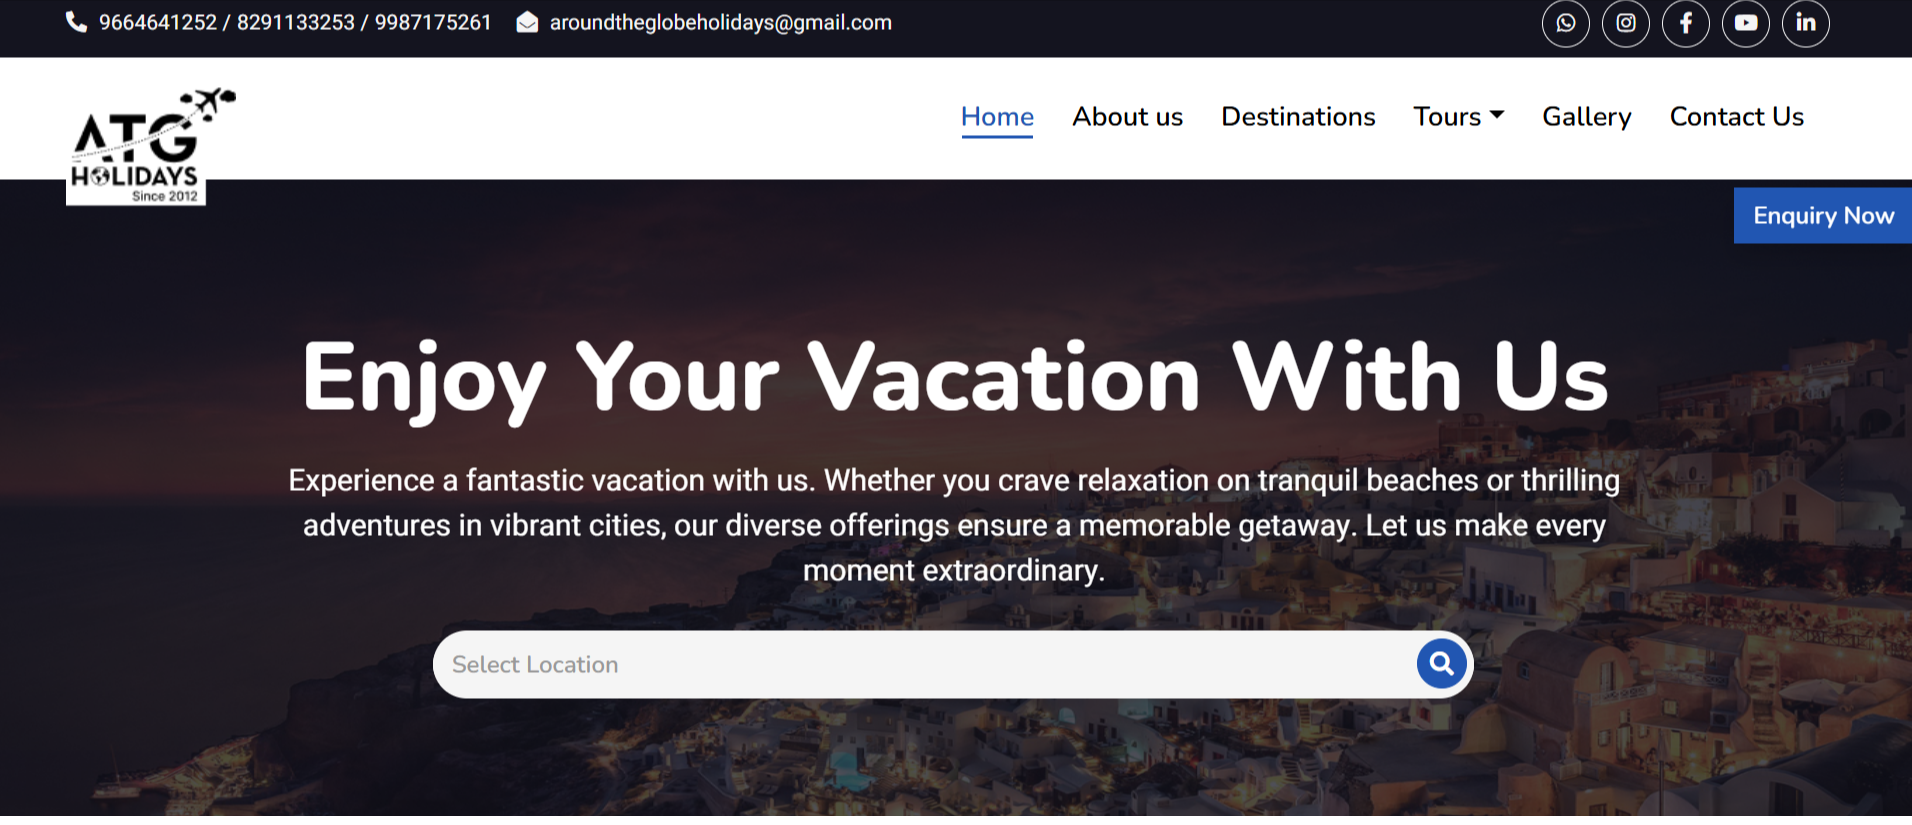 9664641252 / 8291133253 / 9987175261
aroundtheglobeholidays@gmail.com
ATG
HOLIDAYS
Since 2012
Home
About us
Destinations
Tours
Gallery
Contact Us
Enquiry Now
Enjoy Your Vacation With Us
Experience a fantastic vacation with us. Whether you crave relaxation on tranquil beaches or thrilling
adventures in vibrant cities, our diverse offerings ensure a memorable getaway. Let us make every
moment extraordinary.
Select Location